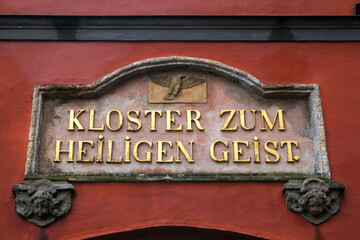 KLOSTER ZUM
HEILIGEN GEIST.